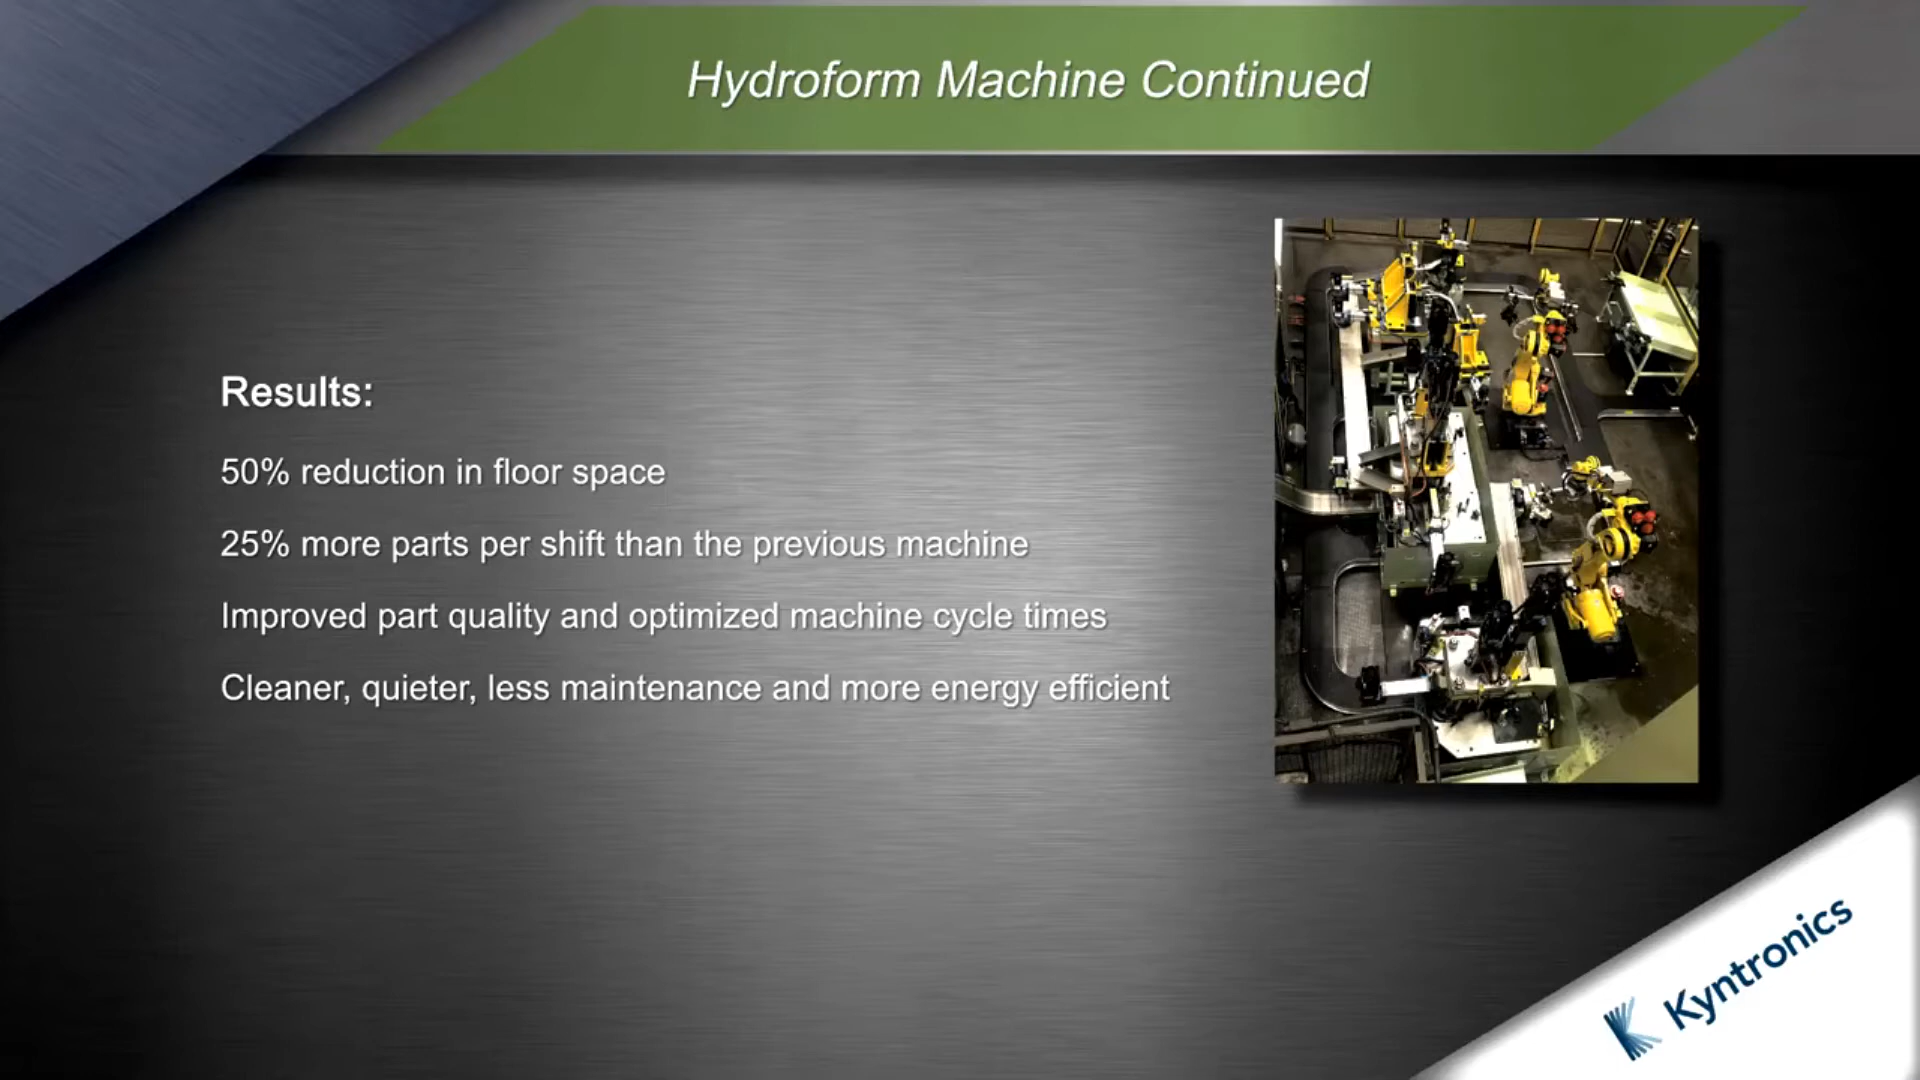 Hydroform Machine Continued
Results:
50% reduction in floor space
25% more parts per shift than the previous machine
Improved part quality and optimized machine cycle times
Cleaner, quieter, less maintenance and more energy efficient
Kyntronics